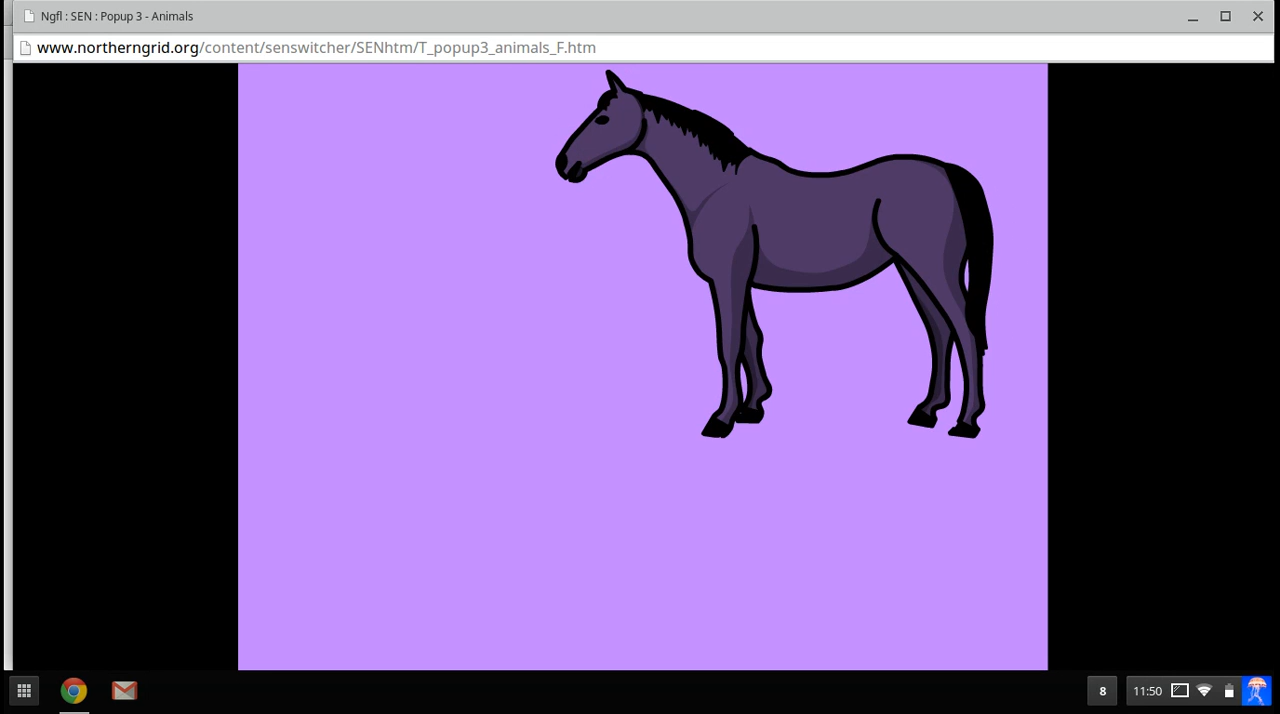 Ngfl : SEN : Popup 3 - Animals
www.northerngrid.org/content/senswitcher/SENhtm/T_popup3_animals_F.htm
8 11:50